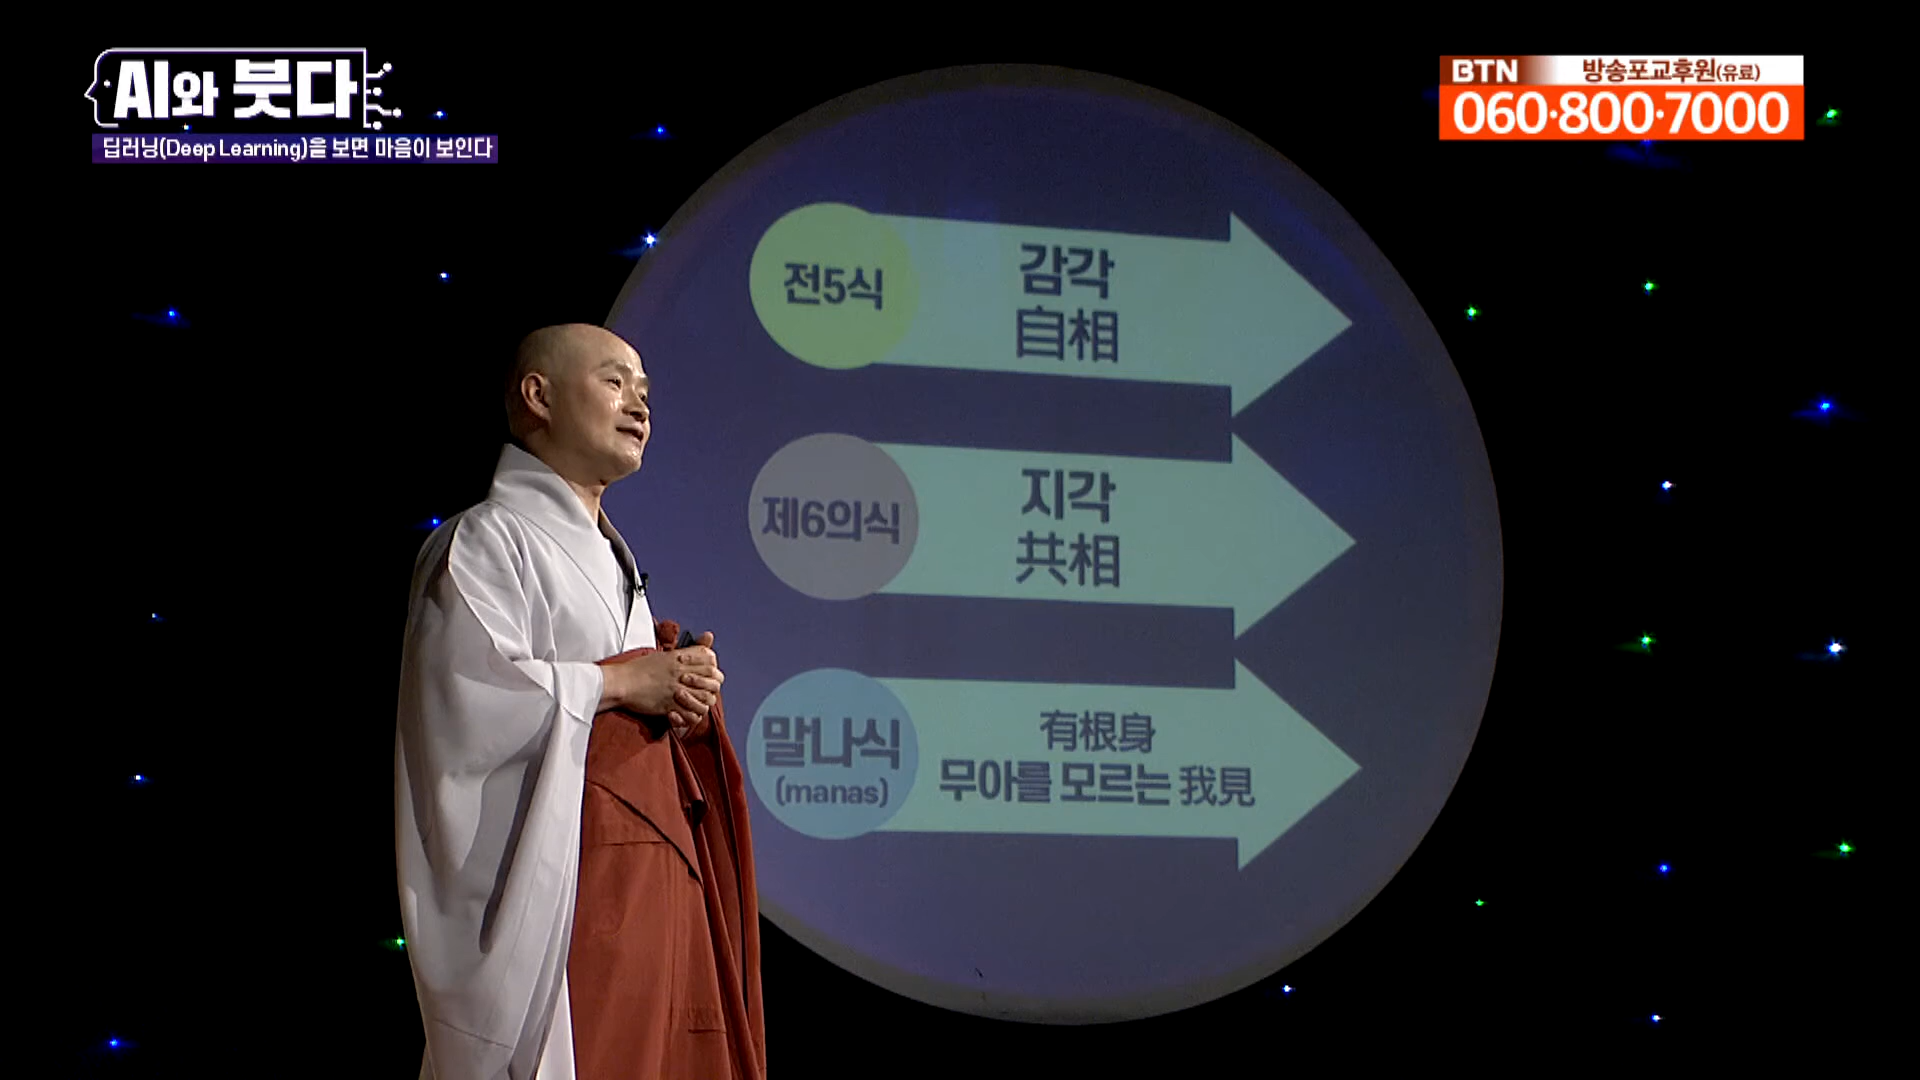 AI와 붓다
딥러닝(Deep Learning)을 보면 마음이 보인다
BTN 방송포교후원(유료)
060·800·7000
전5식
감각
自相
제6의식
지각
共相
말나식
(manas)
有根身
무아를 모르는 我見